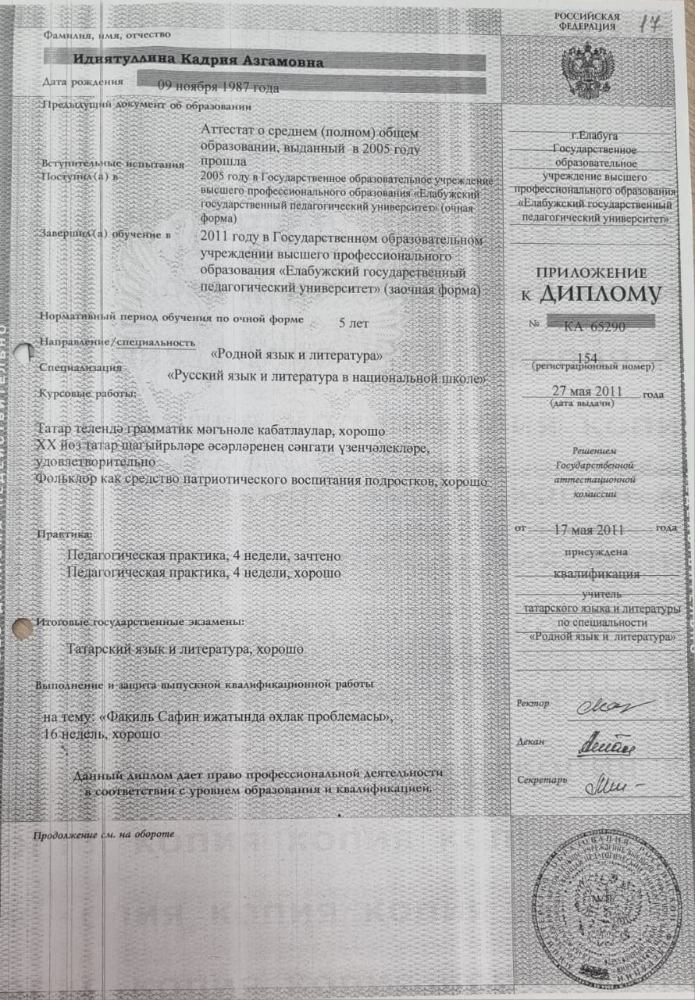 Фамилия, имя, отчество
Идиятуллина Кадрия Азгамовна
Дата рождения
09 ноября 1987 года
Предыдущий документ об образовании
Аттестат о среднем (полном) общем
образовании, выданный в 2005 году
Вступительные испытания
прошла
Поступил(а) в
2005 году в Государственное образовательное учреждение
высшего профессионального образования «Елабужский
государственный педагогический университет» (очная
форма)
Завершил(а) обучение в
2011 году в Государственном образовательном
учреждении высшего профессионального
образования «Елабужский государственный
педагогический университет» (заочная форма)
Нормативный период обучения по очной форме
5 лет
Направление/специальность
«Родной язык и литература»
Специализация
«Русский язык и литература в национальной школе»
Курсовые работы:
Татар телендә грамматик мәгънәле кабатлаулар, хорошо
ХХ йөз татар шагыйрьләре әсәрләренең сәнгати үзенчәлекләре,
удовлетворительно
Фольклор как средство патриотического воспитания подростков, хорошо
Практика:
Педагогическая практика, 4 недели, зачтено
Педагогическая практика, 4 недели, хорошо
Итоговые государственные экзамены:
Татарский язык и литература, хорошо
Выполнение и защита выпускной квалификационной работы
на тему: «Факиль Сафин иҗатында әхлак проблемасы»,
16 недель, хорошо
Данный диплом дает право профессиональной деятельности
в соответствии с уровнем образования и квалификацией.
Продолжение см. на обороте
РОССИЙСКАЯ
ФЕДЕРАЦИЯ
17
г.Елабуга
Государственное
образовательное
учреждение высшего
профессионального образования
«Елабужский государственный
педагогический университет»
ПРИЛОЖЕНИЕ
к ДИПЛОМУ
№ КА 65290
154
(регистрационный номер)
27 мая 2011 года
(дата выдачи)
Решением
Государственной
аттестационной
комиссии
от 17 мая 2011 года
присуждена
квалификация
учитель
татарского языка и литературы
по специальности
«Родной язык и литература»
Ректор
Декан
Секретарь